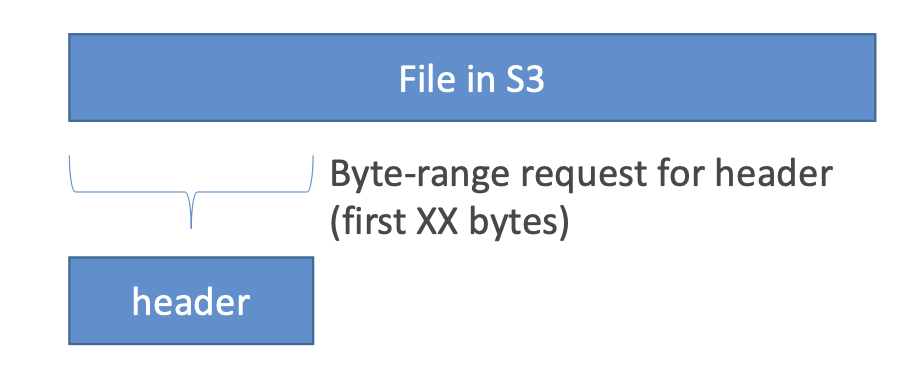 File in S3
Byte-range request for header
(first XX bytes)
header